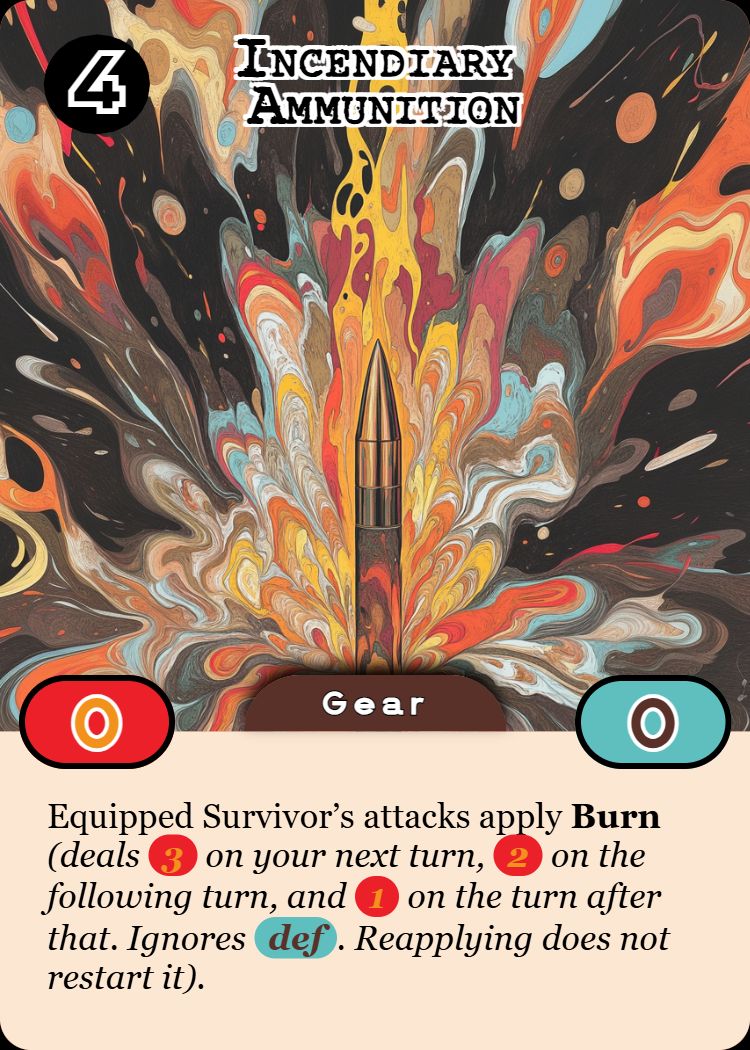 4
Incendiary
Ammunition
0
Gear
0
Equipped Survivor’s attacks apply Burn
(deals 3 on your next turn, 2 on the
following turn, and 1 on the turn after
that. Ignores def. Reapplying does not
restart it).